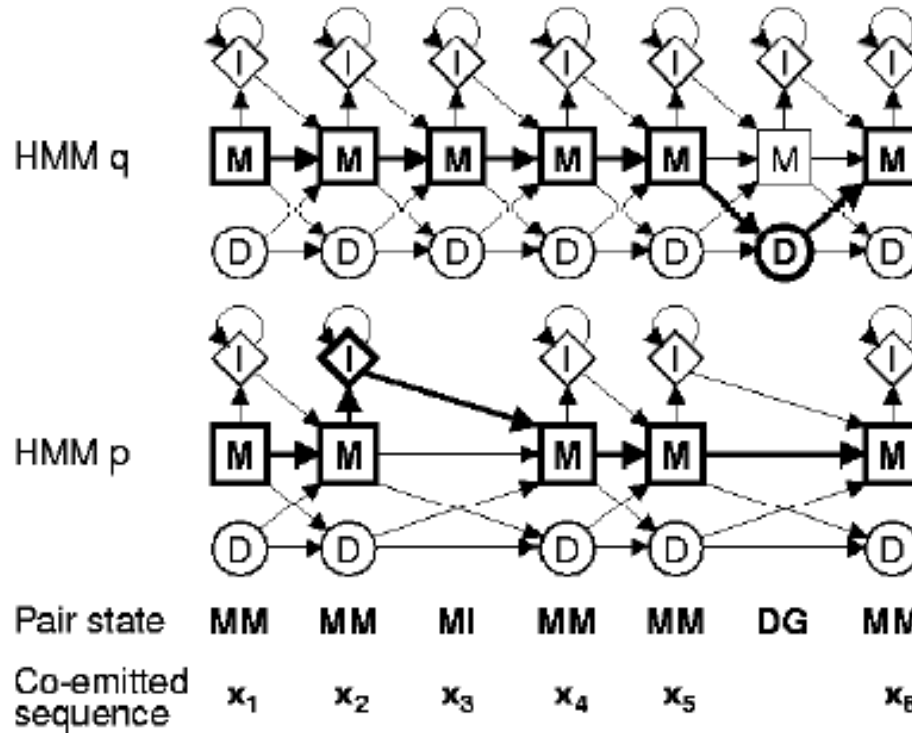 I I I I I I I
HMM q M M M M M M M
D D D D D D D
I I I I I
HMM p M M M M M
D D D D D
Pair state MM MM MI MM MM DG MM
Co-emitted
sequence x₁ x₂ x₃ x₄ x₅ x₆